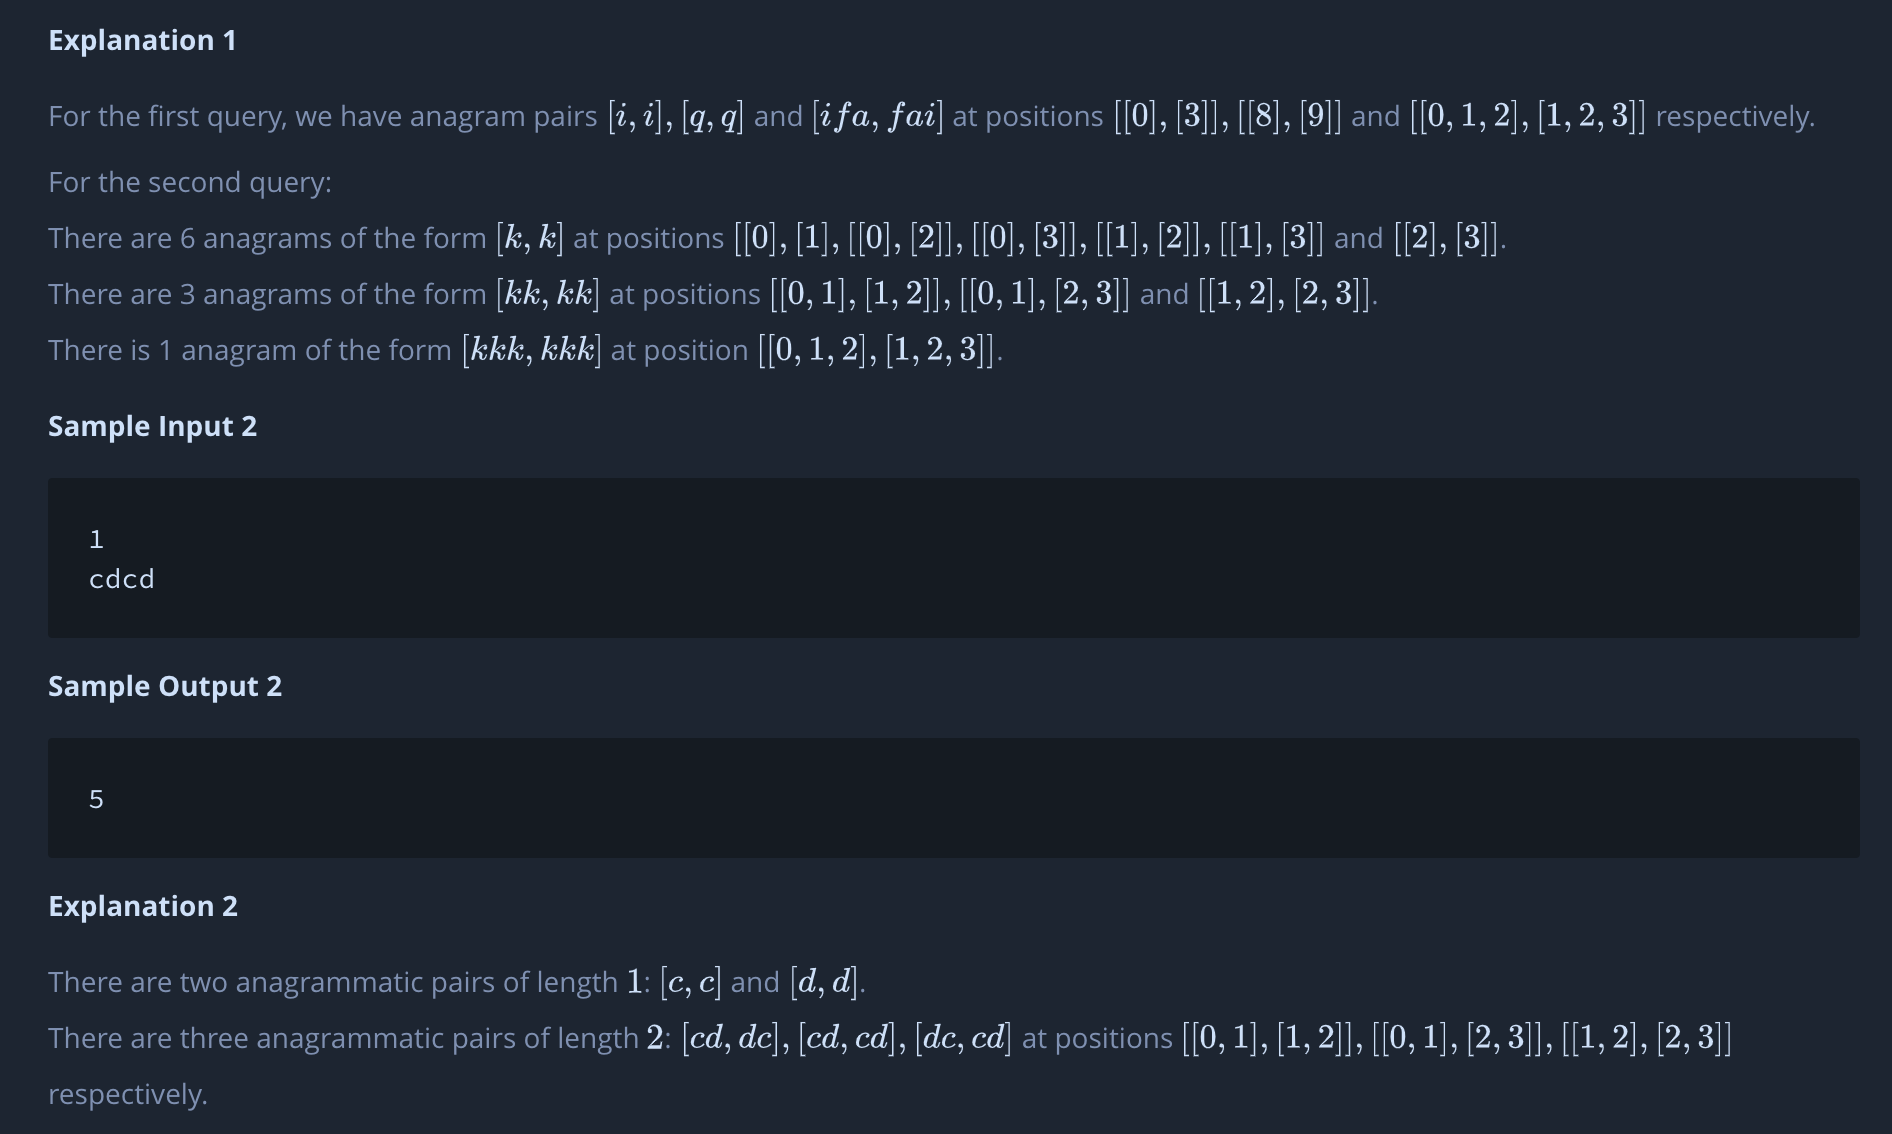 Explanation 1
For the first query, we have anagram pairs [i, i], [q, q] and [ifa, fai] at positions [[0], [3]], [[8], [9]] and [[0, 1, 2], [1, 2, 3]] respectively.
For the second query:
There are 6 anagrams of the form [k, k] at positions [[0], [1], [[0], [2]], [[0], [3]], [[1], [2]], [[1], [3]] and [[2], [3]].
There are 3 anagrams of the form [kk, kk] at positions [[0, 1], [1, 2]], [[0, 1], [2, 3]] and [[1, 2], [2, 3]].
There is 1 anagram of the form [kkk, kkk] at position [[0, 1, 2], [1, 2, 3]].
Sample Input 2
1
cdcd
Sample Output 2
5
Explanation 2
There are two anagrammatic pairs of length 1: [c, c] and [d, d].
There are three anagrammatic pairs of length 2: [cd, dc], [cd, cd], [dc, cd] at positions [[0, 1], [1, 2]], [[0, 1], [2, 3]], [[1, 2], [2, 3]]
respectively.